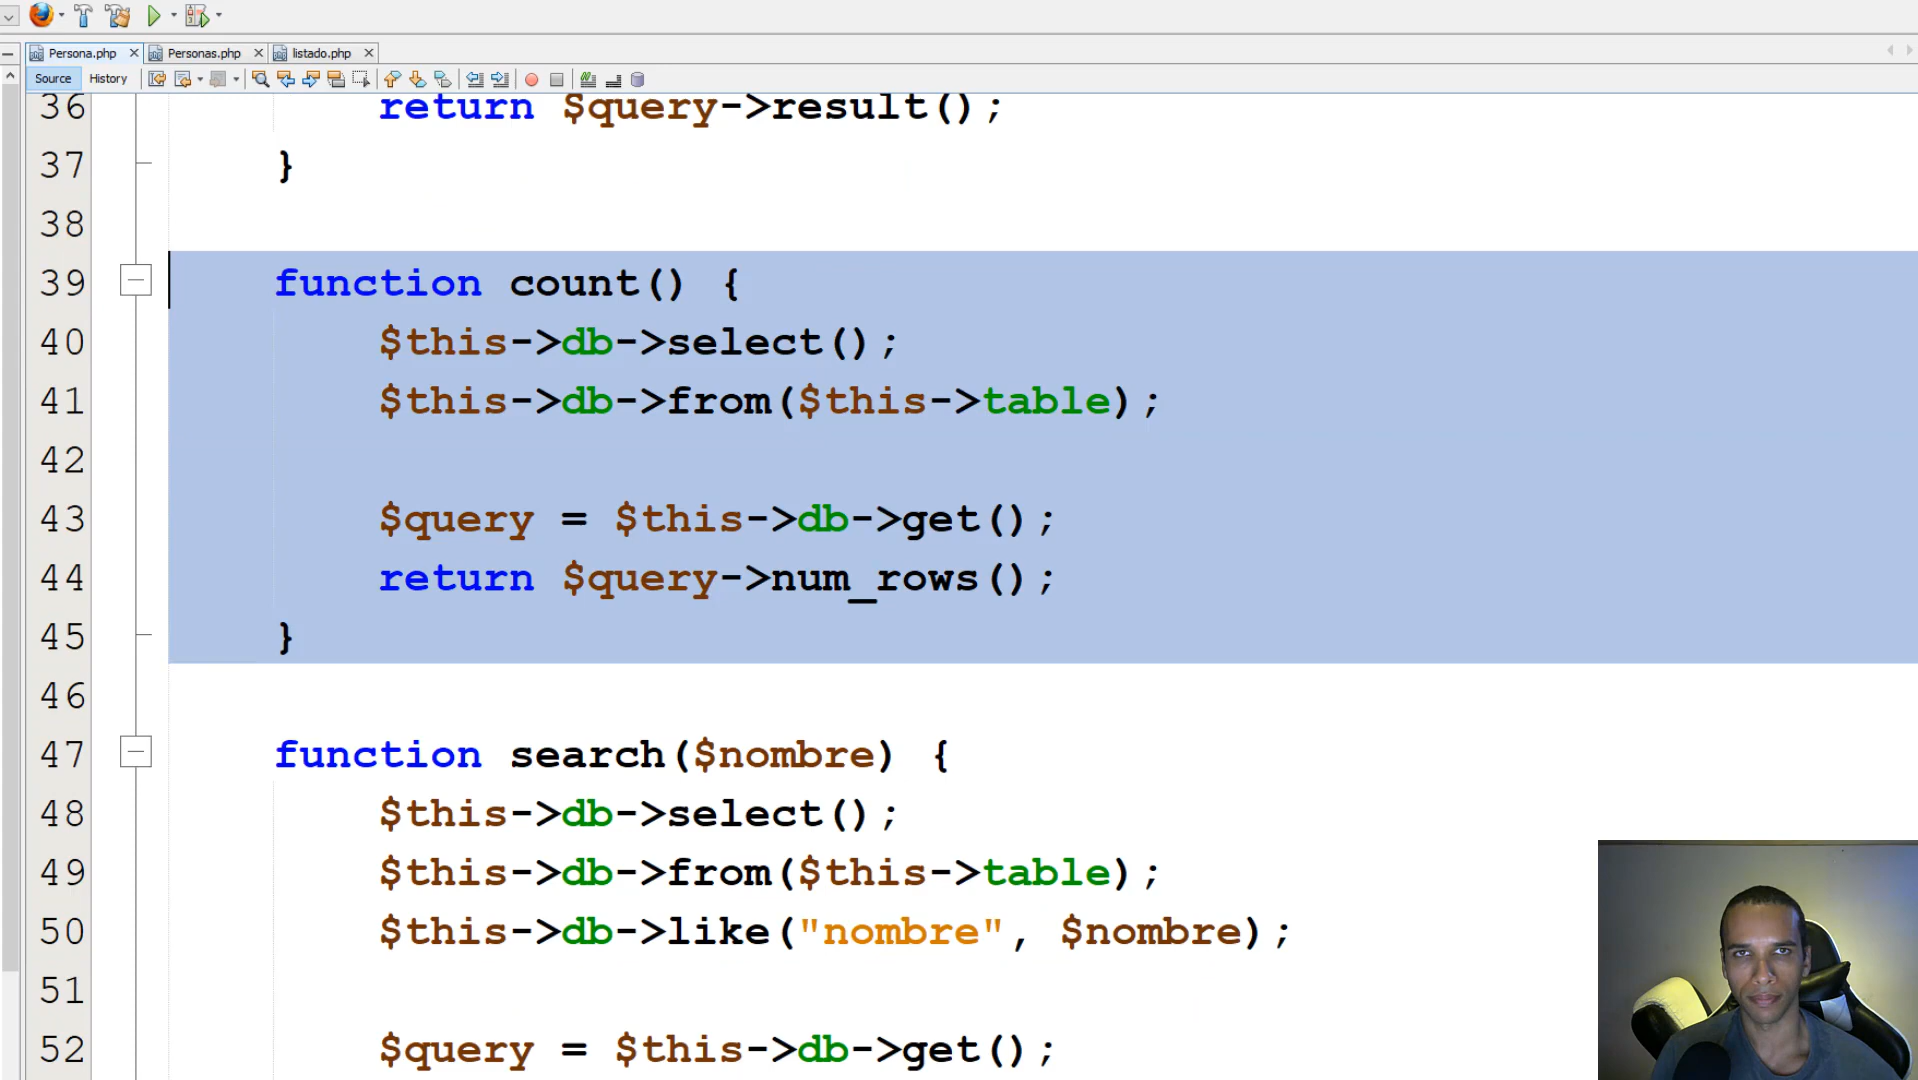 Persona.php Personas.php listado.php
Source History
36 return $query->result();
37 }
38
39 function count() {
40 $this->db->select();
41 $this->db->from($this->table);
42
43 $query = $this->db->get();
44 return $query->num_rows();
45 }
46
47 function search($nombre) {
48 $this->db->select();
49 $this->db->from($this->table);
50 $this->db->like("nombre", $nombre);
51
52 $query = $this->db->get();